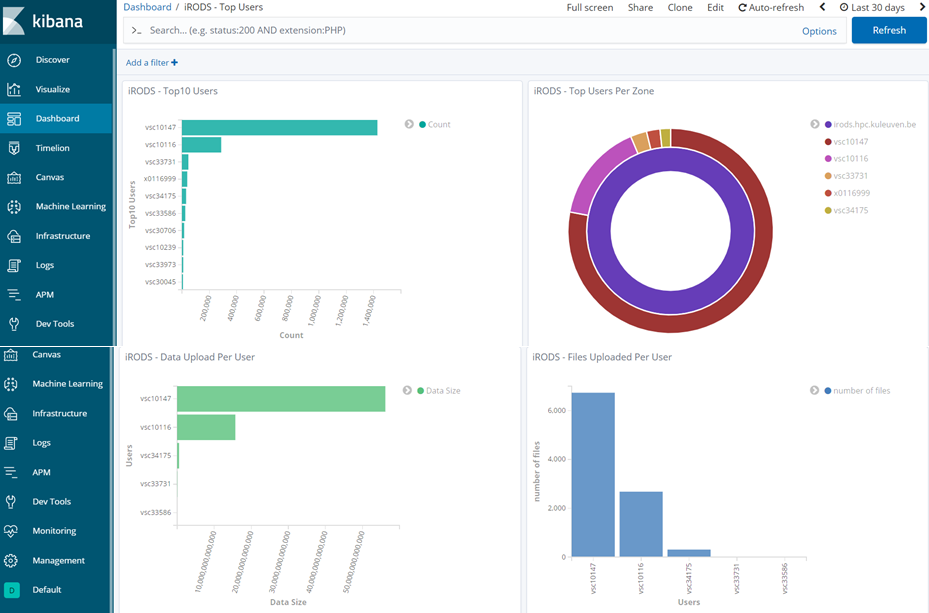 kibana
Discover
Visualize
Dashboard
Timelion
Canvas
Machine Learning
Infrastructure
Logs
APM
Dev Tools
Canvas
Machine Learning
Infrastructure
Logs
APM
Dev Tools
Monitoring
Management
D Default
Dashboard / iRODS - Top Users
Full screen Share Clone Edit Auto-refresh Last 30 days
>_ Search... (e.g. status:200 AND extension:PHP) Options Refresh
Add a filter +
iRODS - Top10 Users
Top10 Users
vsc10147
vsc10116
vsc33731
x0116999
vsc34175
vsc33586
vsc30706
vsc10239
vsc33973
vsc30045
200,000 400,000 600,000 800,000 1,000,000 1,200,000 1,400,000
Count
Count
iRODS - Top Users Per Zone
irods.hpc.kuleuven.be
vsc10147
vsc10116
vsc33731
x0116999
vsc34175
iRODS - Data Upload Per User
Users
vsc10147
vsc10116
vsc34175
vsc33731
vsc33586
10,000,000,000 20,000,000,000 30,000,000,000 40,000,000,000 50,000,000,000
Data Size
Data Size
iRODS - Files Uploaded Per User
number of files
6,000
4,000
2,000
0
vsc10147 vsc10116 vsc34175 vsc33731 vsc33586
Users
number of files